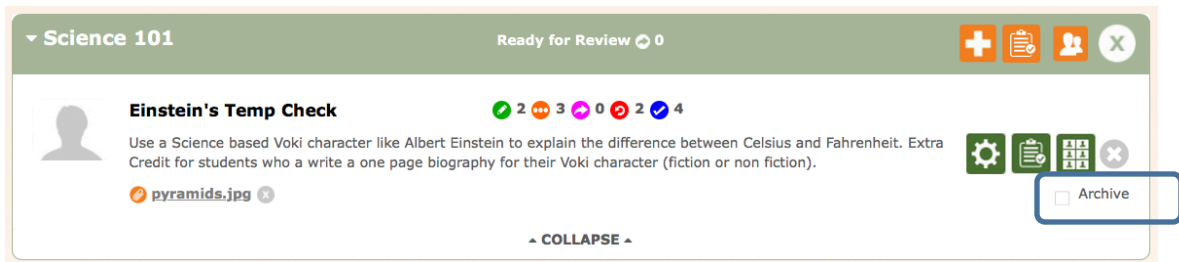 Science 101
Ready for Review 0
X
Einstein's Temp Check
2 3 0 2 4
Use a Science based Voki character like Albert Einstein to explain the difference between Celsius and Fahrenheit. Extra
Credit for students who a write a one page biography for their Voki character (fiction or non fiction).
pyramids.jpg x
Archive
COLLAPSE